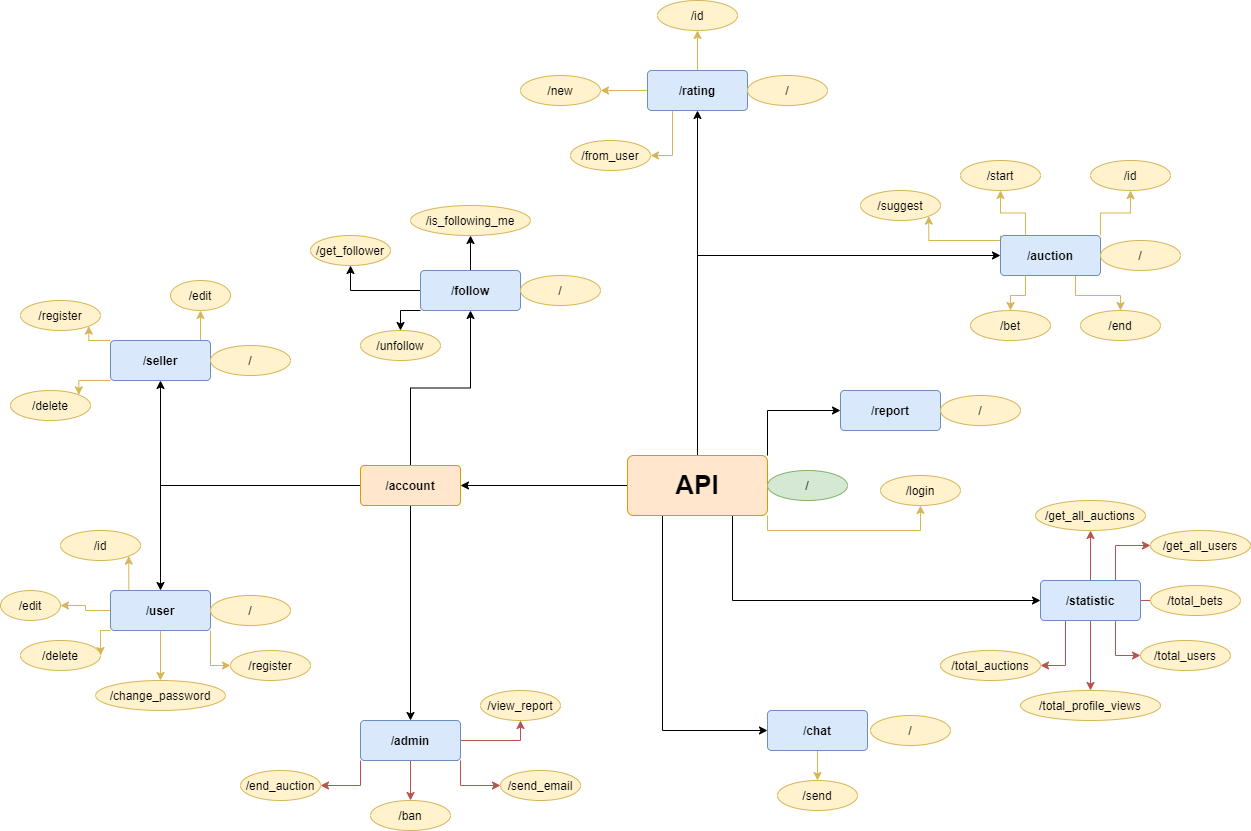 /id
/new
/rating
/
/from_user
/start
/id
/suggest
/auction
/
/bet
/end
/is_following_me
/get_follower
/follow
/
/unfollow
/edit
/register
/seller
/
/delete
/report
/
/account
API
/
/login
/id
/edit
/user
/
/delete
/register
/change_password
/get_all_auctions
/get_all_users
/statistic
/total_bets
/total_users
/total_auctions
/total_profile_views
/view_report
/admin
/end_auction
/send_email
/ban
/chat
/
/send